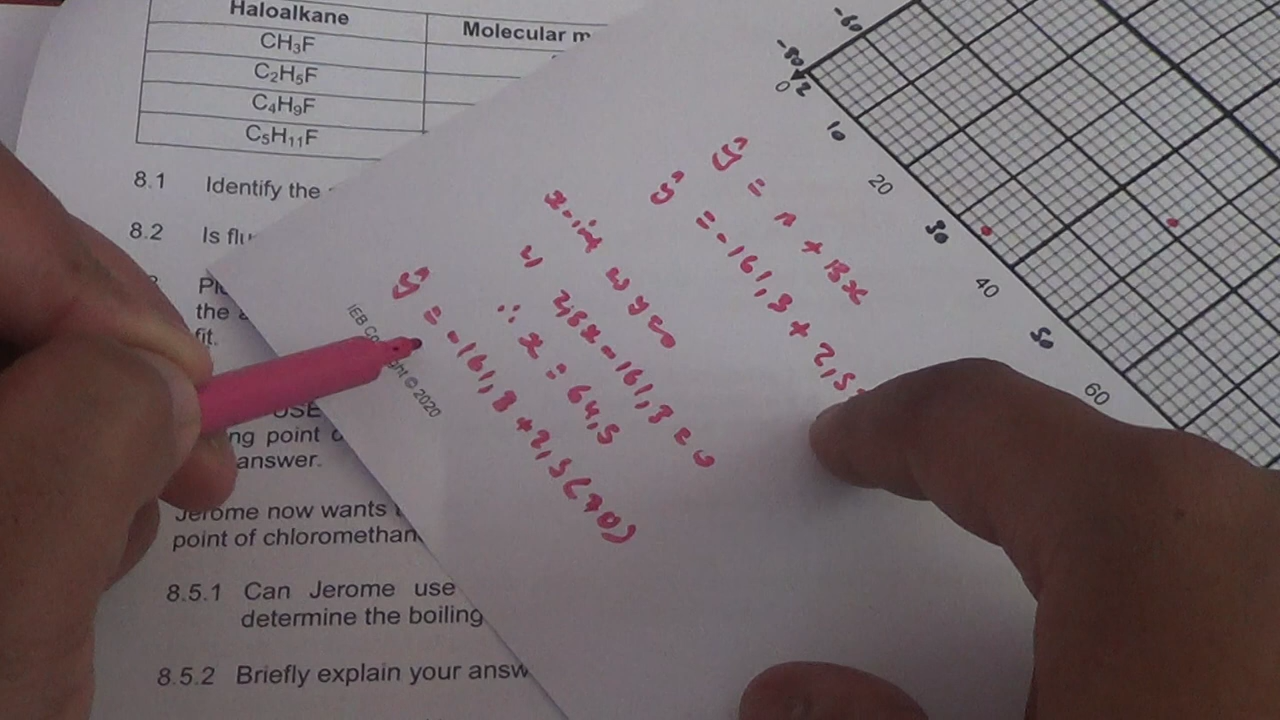 Haloalkane
Molecular m
CH₃F
C₂H₅F
C₄H₉F
C₅H₁₁F
8.1 Identify the
8.2 Is flu
the
fit.
USE
ng point
answer.
Jerome now wants
point of chloromethan
8.5.1 Can Jerome use
determine the boiling
8.5.2 Briefly explain your answ
IEB Co ght © 2020
-60
-80
0
10
20
30
40
50
60
ŷ = A + Bx
ŷ = -161,3 + 2,5
x-int y=0
2,5x - 161,3 = 0
∴ x = 64,5
ŷ = -161,3 + 2,5(70)